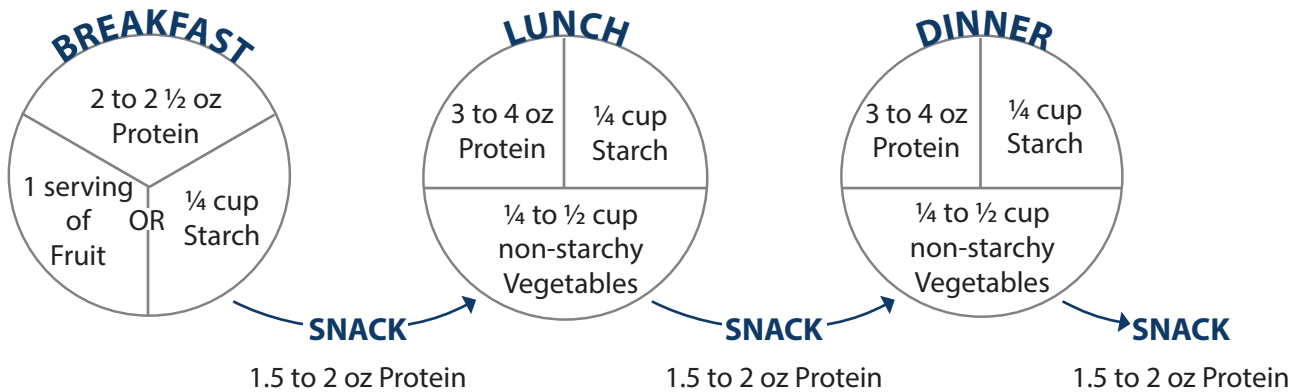 BREAKFAST
2 to 2 ½ oz
Protein
1 serving
of
Fruit
OR
¼ cup
Starch
SNACK
1.5 to 2 oz Protein
LUNCH
3 to 4 oz
Protein
¼ cup
Starch
¼ to ½ cup
non-starchy
Vegetables
SNACK
1.5 to 2 oz Protein
DINNER
3 to 4 oz
Protein
¼ cup
Starch
¼ to ½ cup
non-starchy
Vegetables
SNACK
1.5 to 2 oz Protein